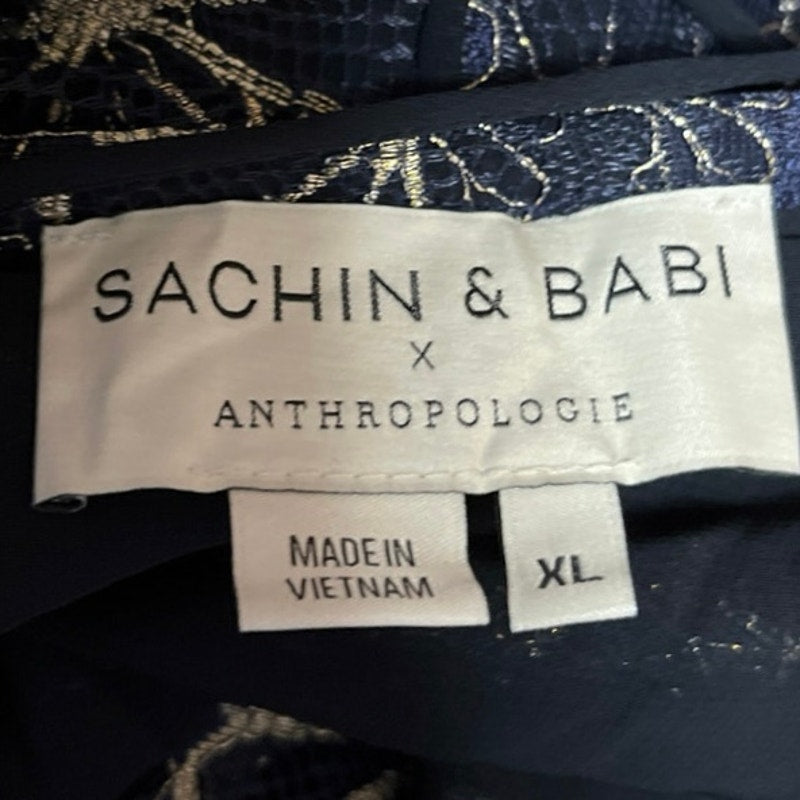 SACHIN & BABI
X
ANTHROPOLOGIE
MADE IN
VIETNAM
XL